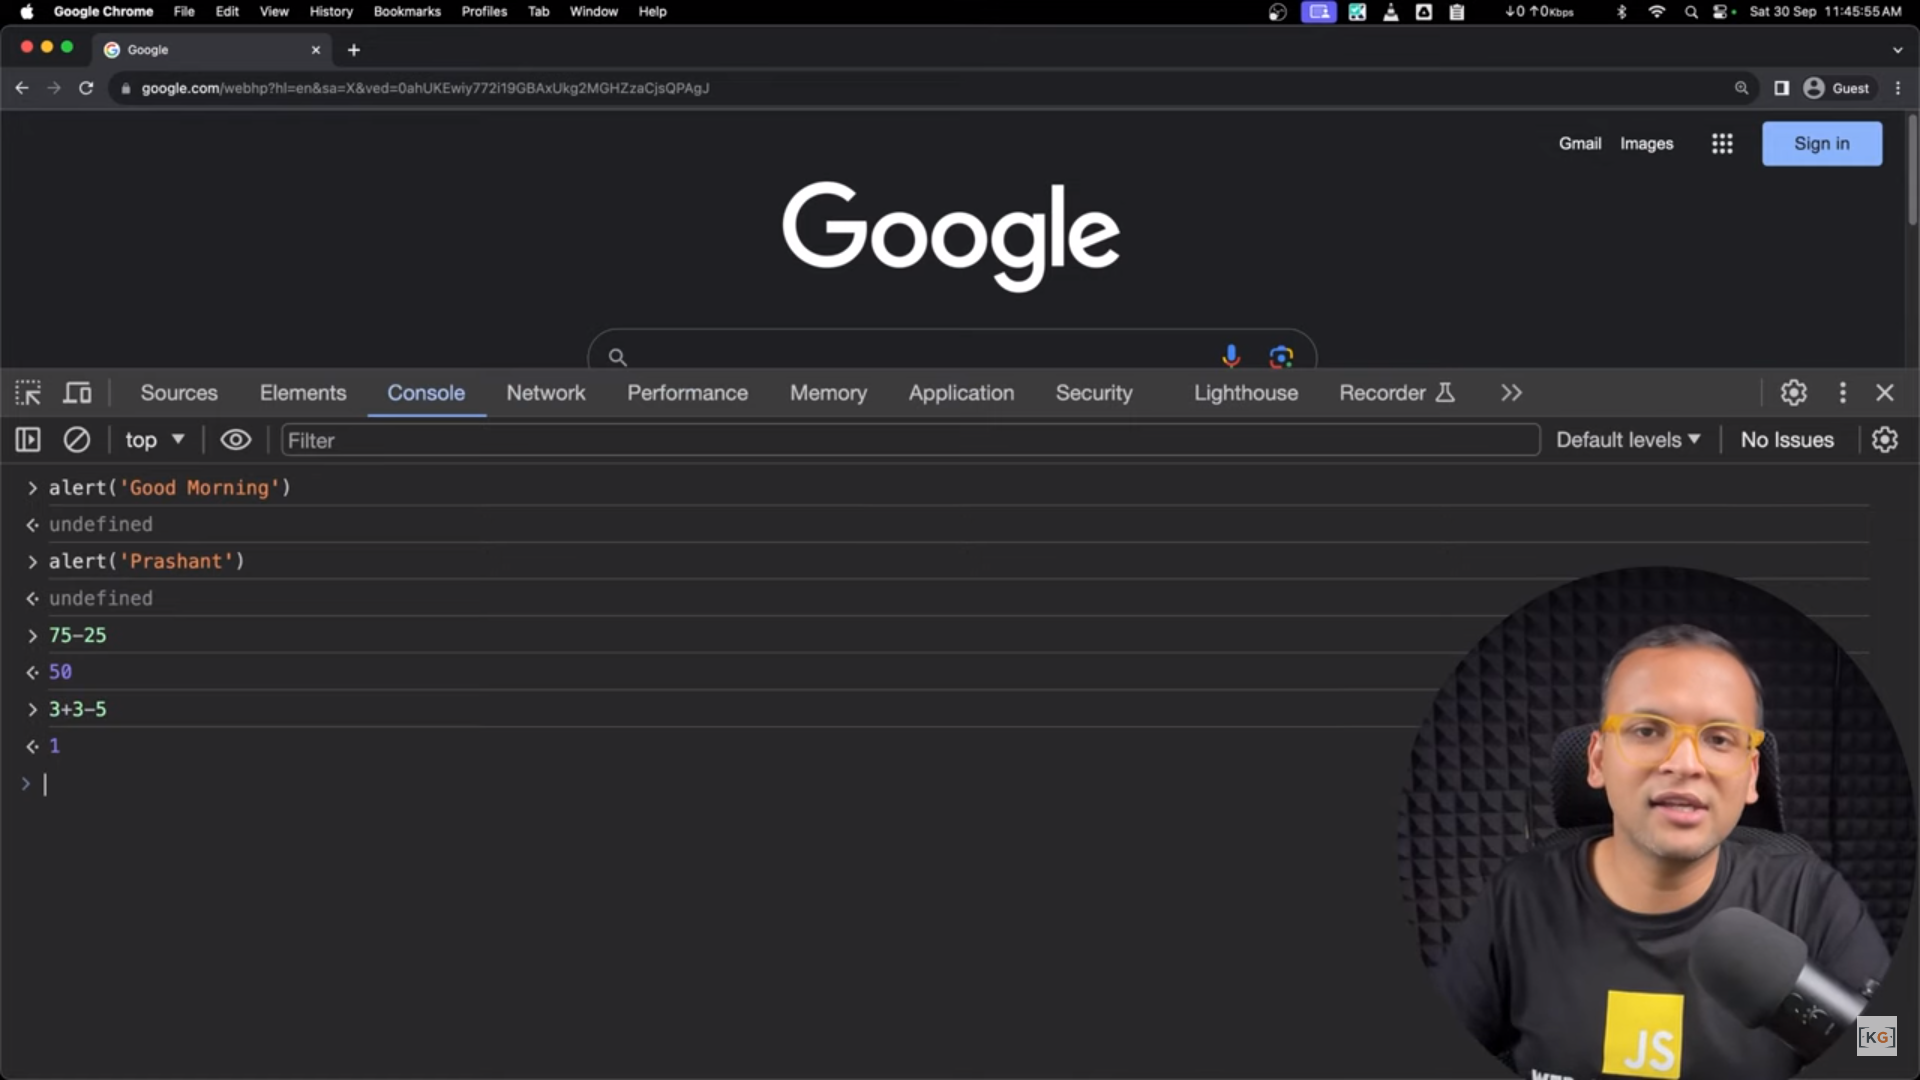 Google Chrome File Edit View History Bookmarks Profiles Tab Window Help ↓0 ↑0Kbps Sat 30 Sep 11:45:55 AM
Google
google.com/webhp?hl=en&sa=X&ved=0ahUKEwiy772i19GBAxUkg2MGHZzaCjsQPAgJ Guest
Gmail Images Sign in
Google
Sources Elements Console Network Performance Memory Application Security Lighthouse Recorder
top Filter Default levels No Issues
> alert('Good Morning')
undefined
> alert('Prashant')
undefined
> 75-25
50
> 3+3-5
1
>
JS
[KG]